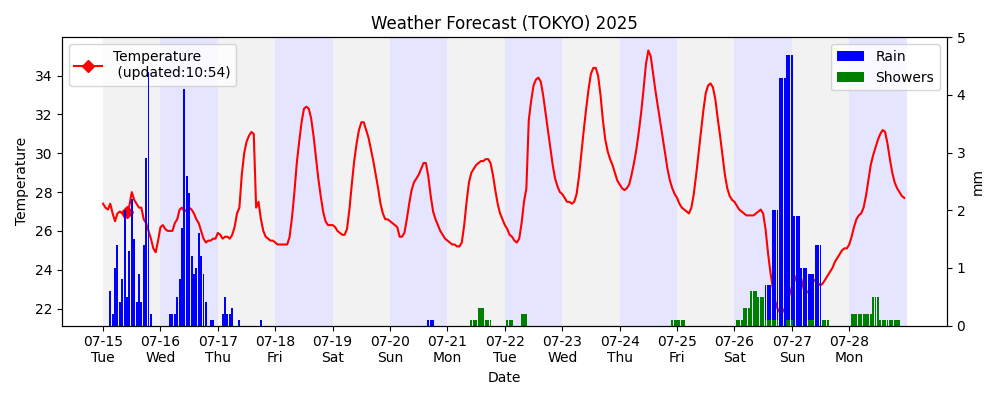 Weather Forecast (TOKYO) 2025
Temperature
(updated:10:54)
Rain
Showers
Temperature
34
32
30
28
26
24
22
5
4
3
2
1
0
mm
07-15 07-16 07-17 07-18 07-19 07-20 07-21 07-22 07-23 07-24 07-25 07-26 07-27 07-28
Tue Wed Thu Fri Sat Sun Mon Tue Wed Thu Fri Sat Sun Mon
Date